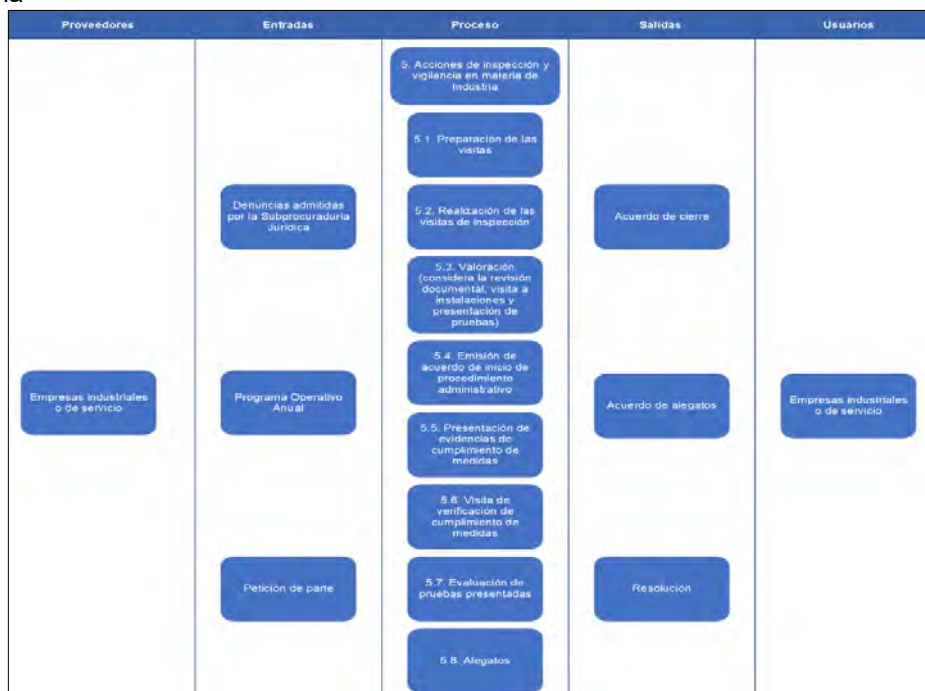 ia
Proveedores
Entradas
Proceso
Salidas
Usuarios
5. Acciones de inspección y
vigilancia en materia de
Industria
5.1. Preparación de las
visitas
Denuncias admitidas
por la Subprocuraduría
Jurídica
5.2. Realización de las
visitas de inspección
Acuerdo de cierre
5.3. Valoración
(considera la revisión
documental, visita a
instalaciones y
presentación de
pruebas)
Empresas industriales
o de servicio
Programa Operativo
Anual
5.4. Emisión de
acuerdo de inicio de
procedimiento
administrativo
Acuerdo de alegatos
Empresas industriales
o de servicio
5.5. Presentación de
evidencias de
cumplimiento de
medidas
5.6. Visita de
verificación de
cumplimiento de
medidas
Petición de parte
5.7. Evaluación de
pruebas presentadas
Resolución
5.8. Alegatos